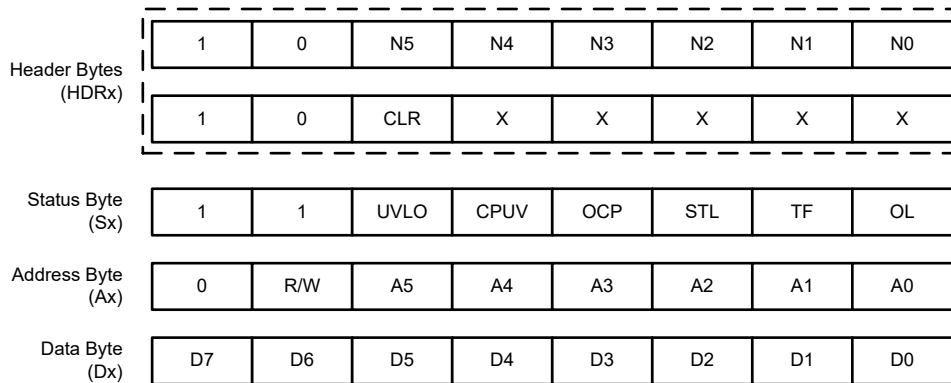 1 0 N5 N4 N3 N2 N1 N0
Header Bytes
(HDRx)
1 0 CLR X X X X X
Status Byte
(Sx)
1 1 UVLO CPUV OCP STL TF OL
Address Byte
(Ax)
0 R/W A5 A4 A3 A2 A1 A0
Data Byte
(Dx)
D7 D6 D5 D4 D3 D2 D1 D0